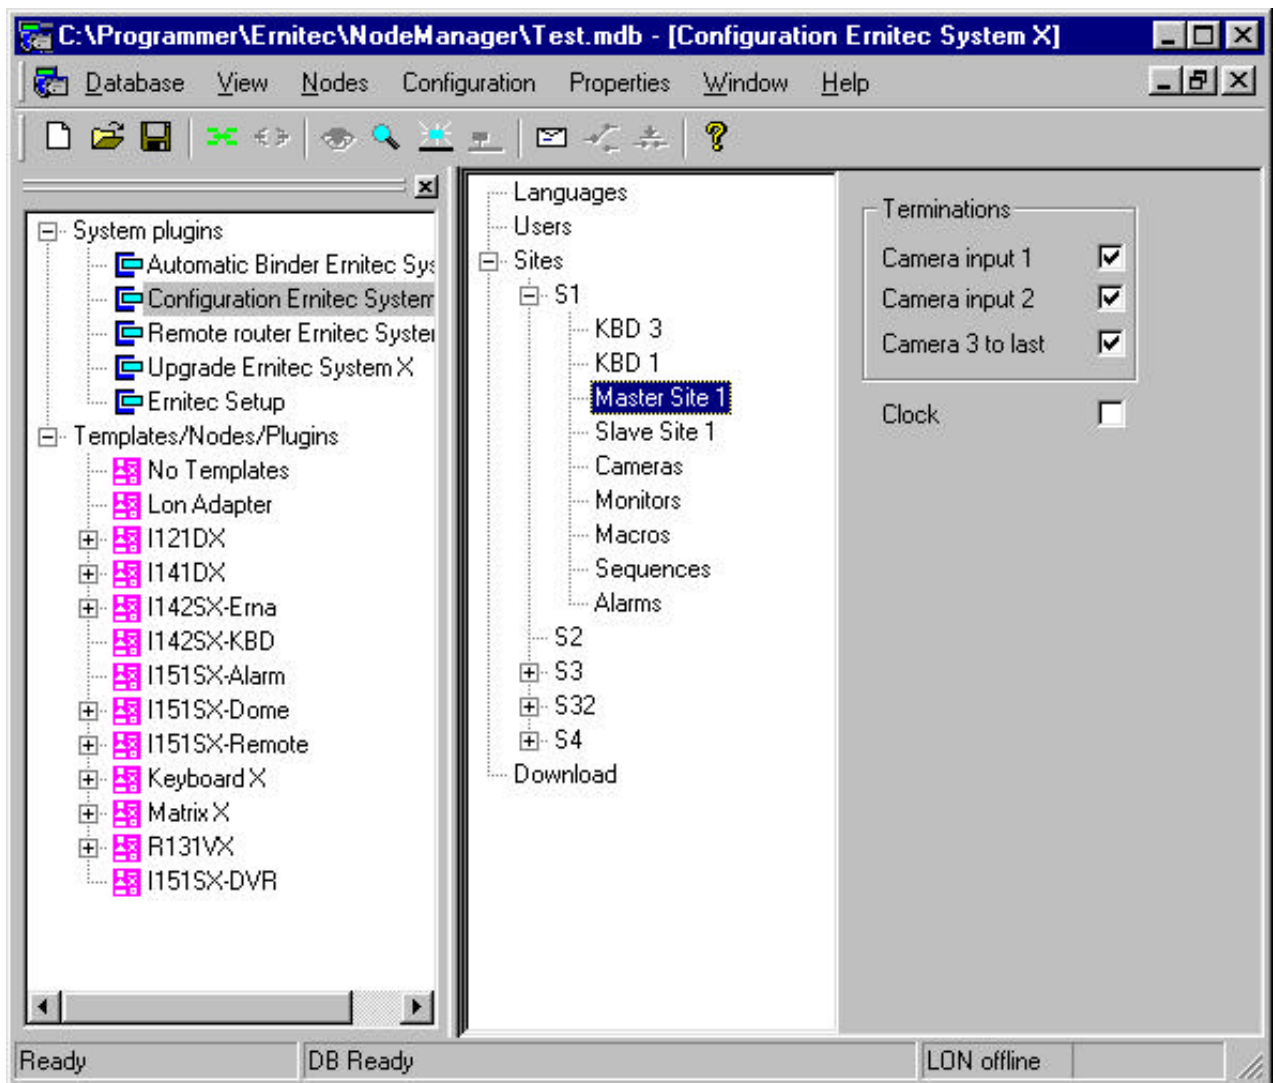 C:\Programmer\Ernitec\NodeManager\Test.mdb - [Configuration Ernitec System X]
Database View Nodes Configuration Properties Window Help
System plugins
Automatic Binder Ernitec Sys
Configuration Ernitec System
Remote router Ernitec System
Upgrade Ernitec System X
Ernitec Setup
Templates/Nodes/Plugins
No Templates
Lon Adapter
I121DX
I141DX
I142SX-Erna
I142SX-KBD
I151SX-Alarm
I151SX-Dome
I151SX-Remote
Keyboard X
Matrix X
R131VX
I151SX-DVR
Languages
Users
Sites
S1
KBD 3
KBD 1
Master Site 1
Slave Site 1
Cameras
Monitors
Macros
Sequences
Alarms
S2
S3
S32
S4
Download
Terminations
Camera input 1
Camera input 2
Camera 3 to last
Clock
Ready DB Ready LON offline